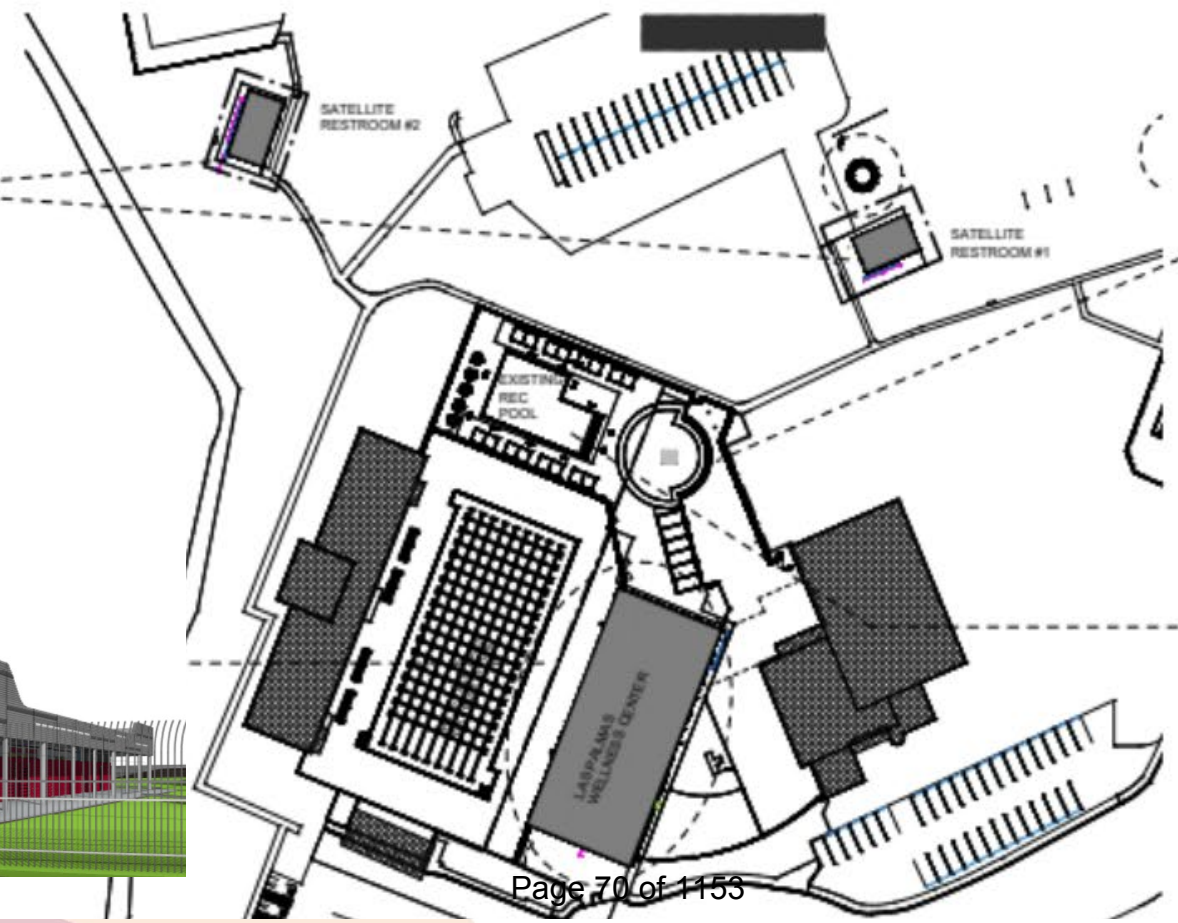 SATELLITE
RESTROOM #2
SATELLITE
RESTROOM #1
EXISTING
REC
POOL
LAS PALMAS
WELLNESS CENTER
Page 70 of 1153